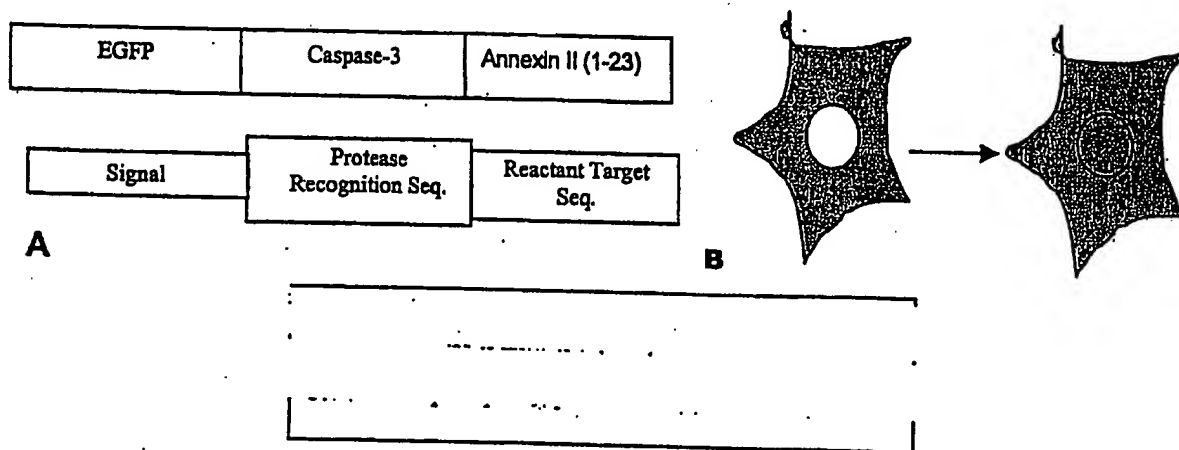 EGFP
Caspase-3
Annexin II (1-23)
Signal
Protease
Recognition Seq.
Reactant Target
Seq.
A
B